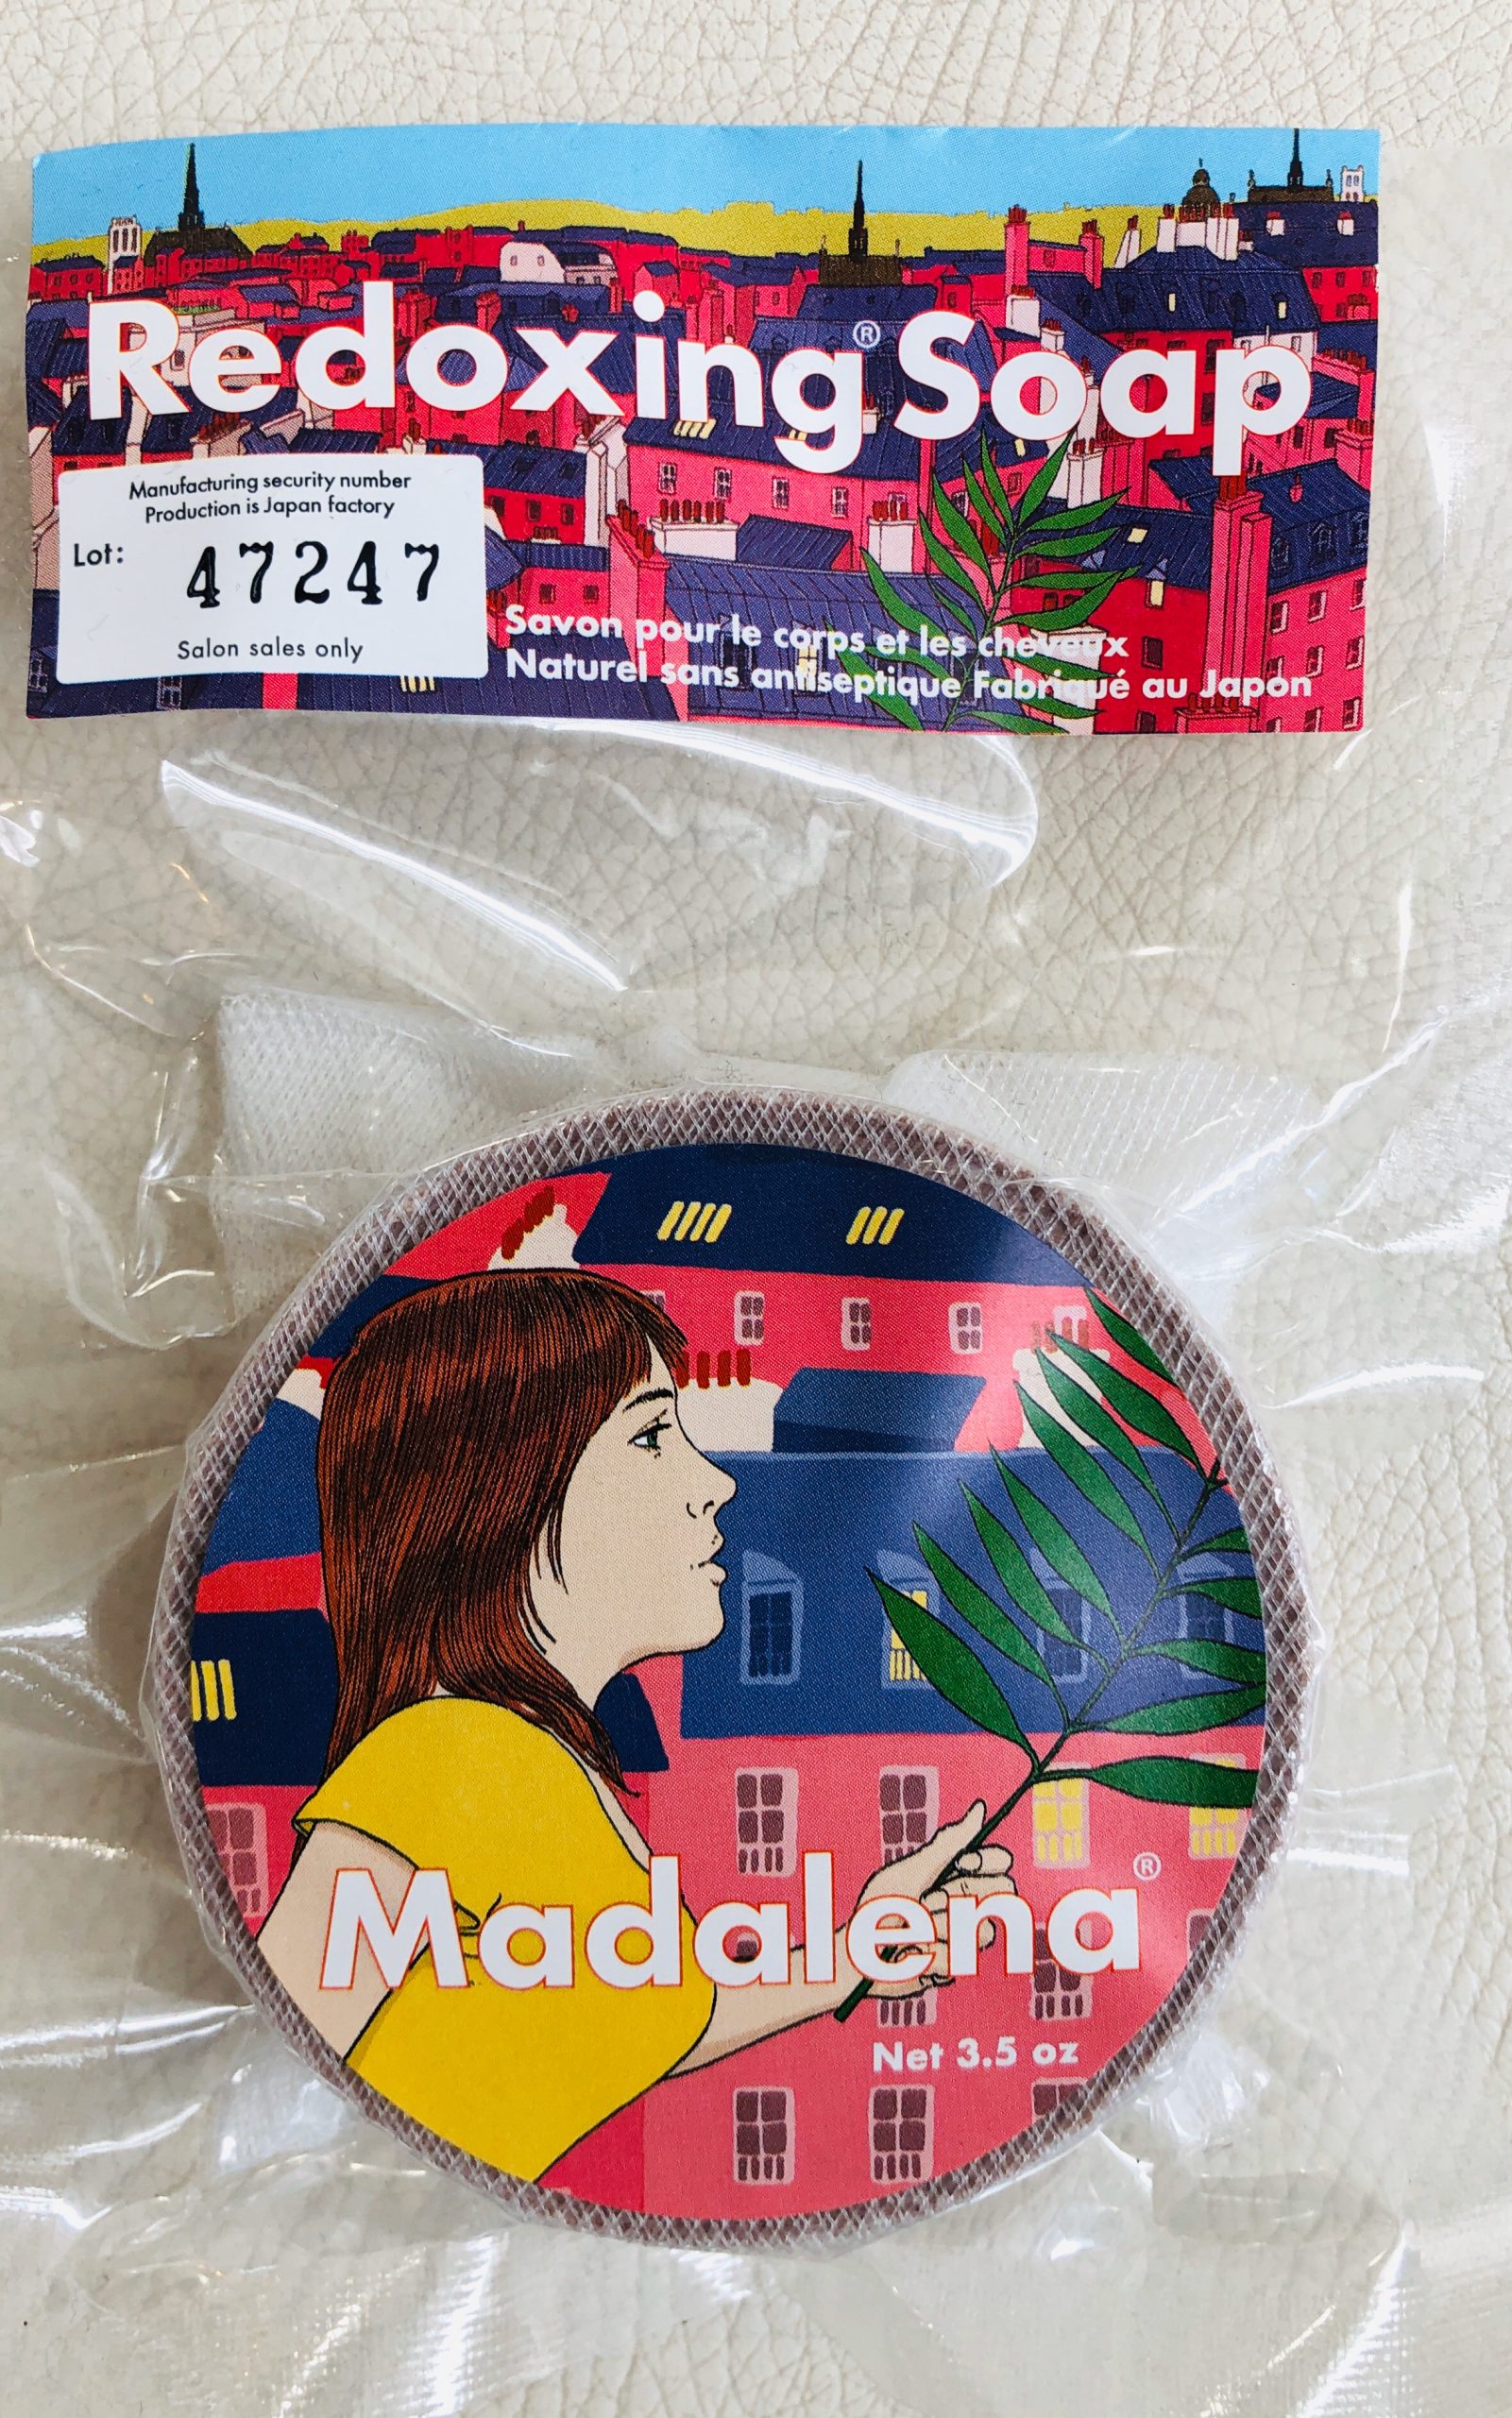 Redoxing® Soap
Manufacturing security number
Production is Japan factory
Lot: 47247
Salon sales only
Savon pour le corps et les cheveux
Naturel sans antiseptique Fabriqué au Japon
Madalena®
Net 3.5 oz